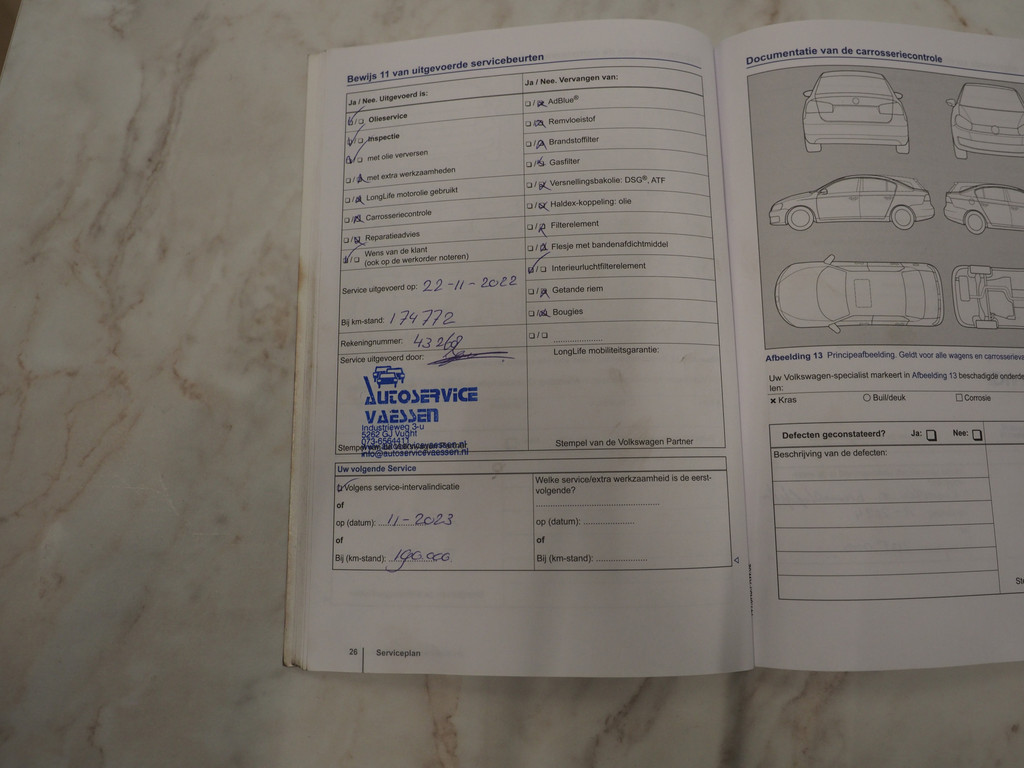 Bewijs 11 van uitgevoerde servicebeurten
Ja / Nee. Uitgevoerd is:
Olieservice
Inspectie
met olie verversen
met extra werkzaamheden
LongLife motorolie gebruikt
Carrosseriecontrole
Reparatieadvies
Wens van de klant
(ook op de werkorder noteren)
Service uitgevoerd op: 22-11-2022
Bij km-stand: 174772
Rekeningnummer: 43268
Service uitgevoerd door:
AUTOSERVICE
VAESSEN
Industrieweg 3-u
5262 GJ Vught
073-6564411
info@autoservicevaessen.nl
Ja / Nee. Vervangen van:
AdBlue®
Remvloeistof
Brandstoffilter
Gasfilter
Versnellingsbakolie: DSG®, ATF
Haldex-koppeling: olie
Filterelement
Flesje met bandenafdichtmiddel
Interieurluchtfilterelement
Getande riem
Bougies
LongLife mobiliteitsgarantie:
Stempel van de Volkswagen Partner
Uw volgende Service
Volgens service-intervalindicatie
of
op (datum): 11-2023
of
Bij (km-stand): 190.000
Welke service/extra werkzaamheid is de eerst-
volgende?
op (datum):
of
Bij (km-stand):
26 Serviceplan
Documentatie van de carrosseriecontrole
Afbeelding 13 Principeafbeelding. Geldt voor alle wagens en
Uw Volkswagen-specialist markeert in Afbeelding 13 beschadigde
len:
x Kras
Buil/deuk
Corrosie
Defecten geconstateerd? Ja: Nee:
Beschrijving van de defecten: